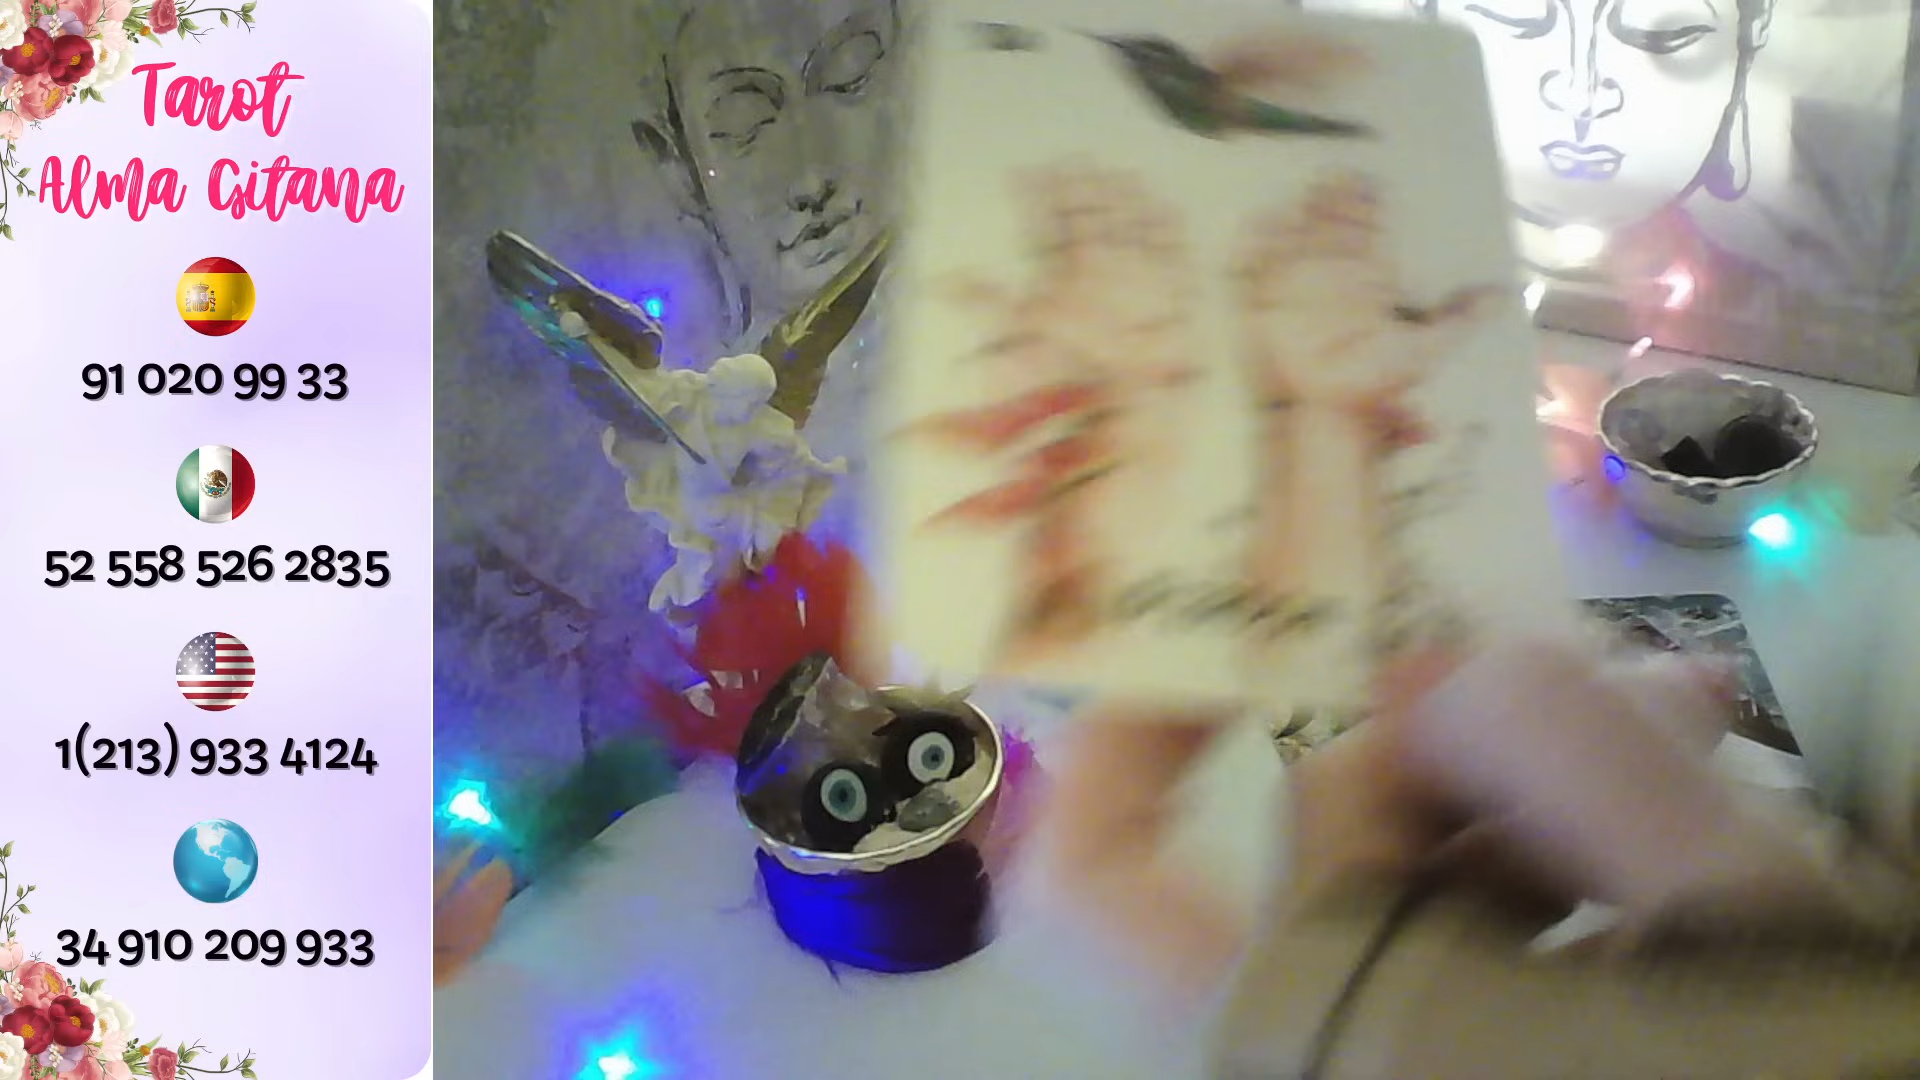 Tarot
Alma Gitana
91 020 99 33
52 558 526 2835
1(213) 933 4124
34 910 209 933